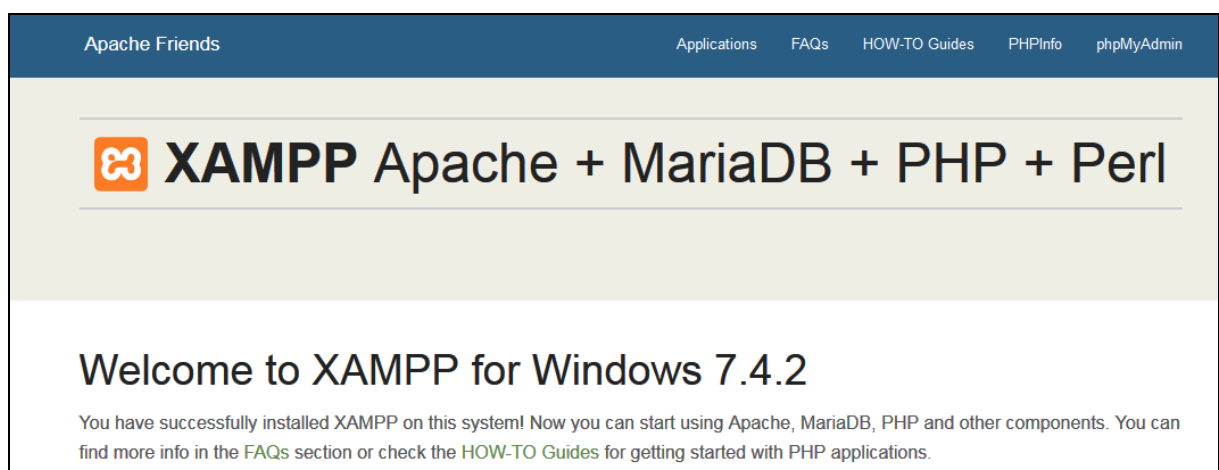 Apache Friends Applications FAQs HOW-TO Guides PHPInfo phpMyAdmin
XAMPP Apache + MariaDB + PHP + Perl
Welcome to XAMPP for Windows 7.4.2
You have successfully installed XAMPP on this system! Now you can start using Apache, MariaDB, PHP and other components. You can
find more info in the FAQs section or check the HOW-TO Guides for getting started with PHP applications.